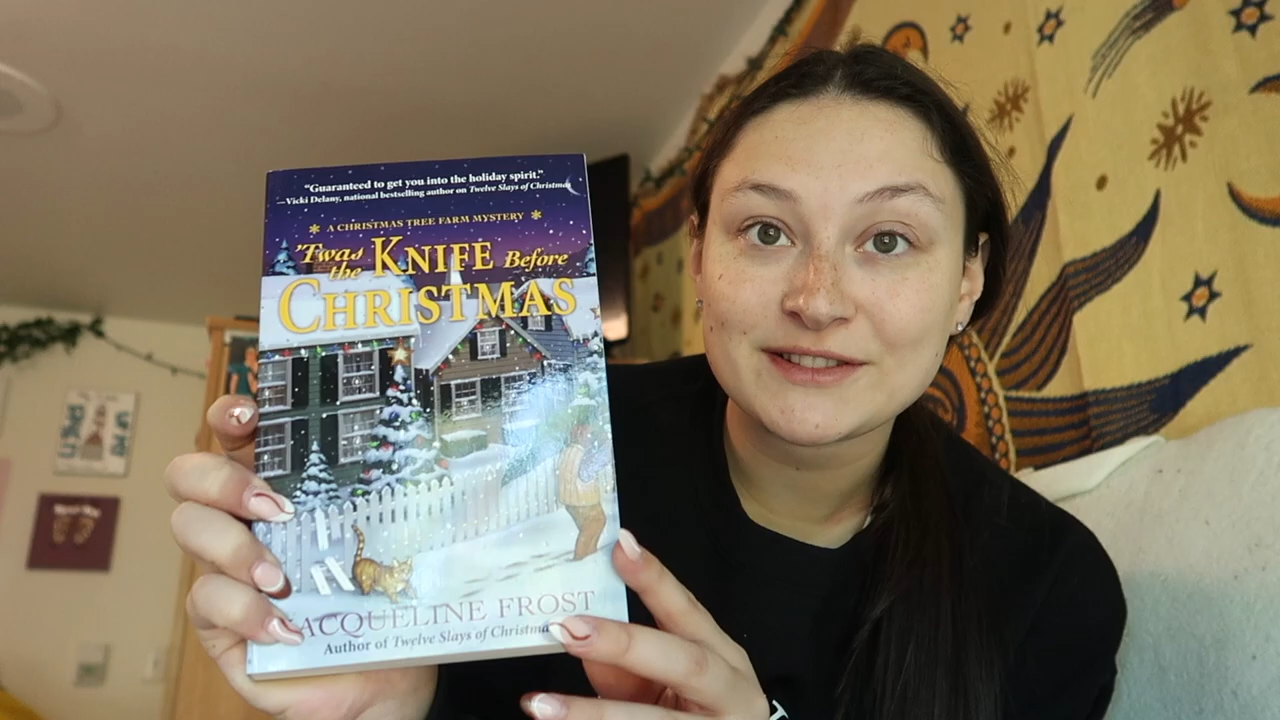 “Guaranteed to get you into the holiday spirit.”
—Vicki Delany, national bestselling author on Twelve Slays of Christmas
A CHRISTMAS TREE FARM MYSTERY
’Twas the KNIFE Before
CHRISTMAS
JACQUELINE FROST
Author of Twelve Slays of Christmas